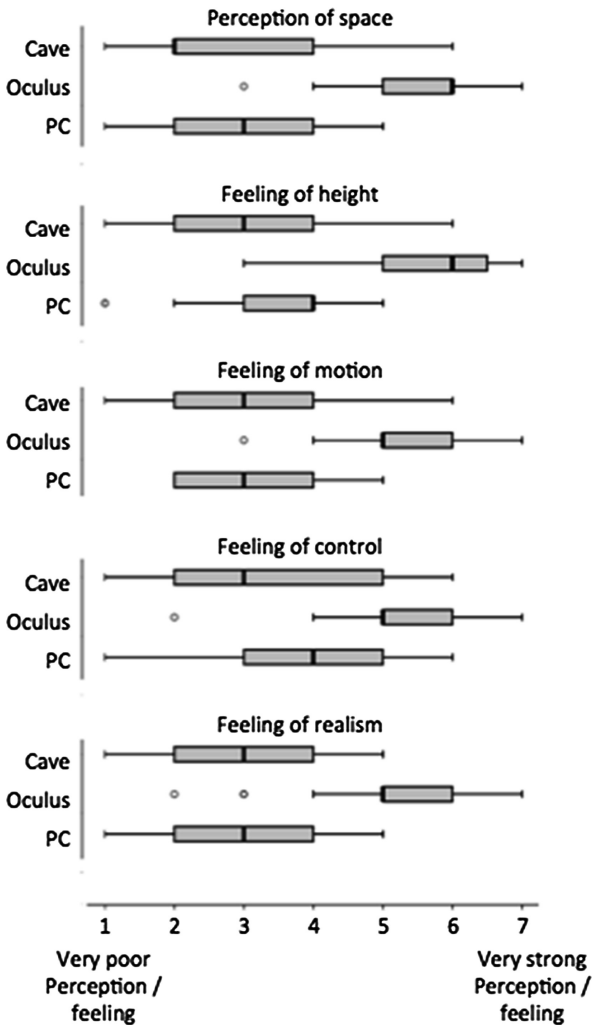 Perception of space
Cave
Oculus
PC
Feeling of height
Cave
Oculus
PC
Feeling of motion
Cave
Oculus
PC
Feeling of control
Cave
Oculus
PC
Feeling of realism
Cave
Oculus
PC
1 2 3 4 5 6 7
Very poor Very strong
Perception / Perception /
feeling feeling